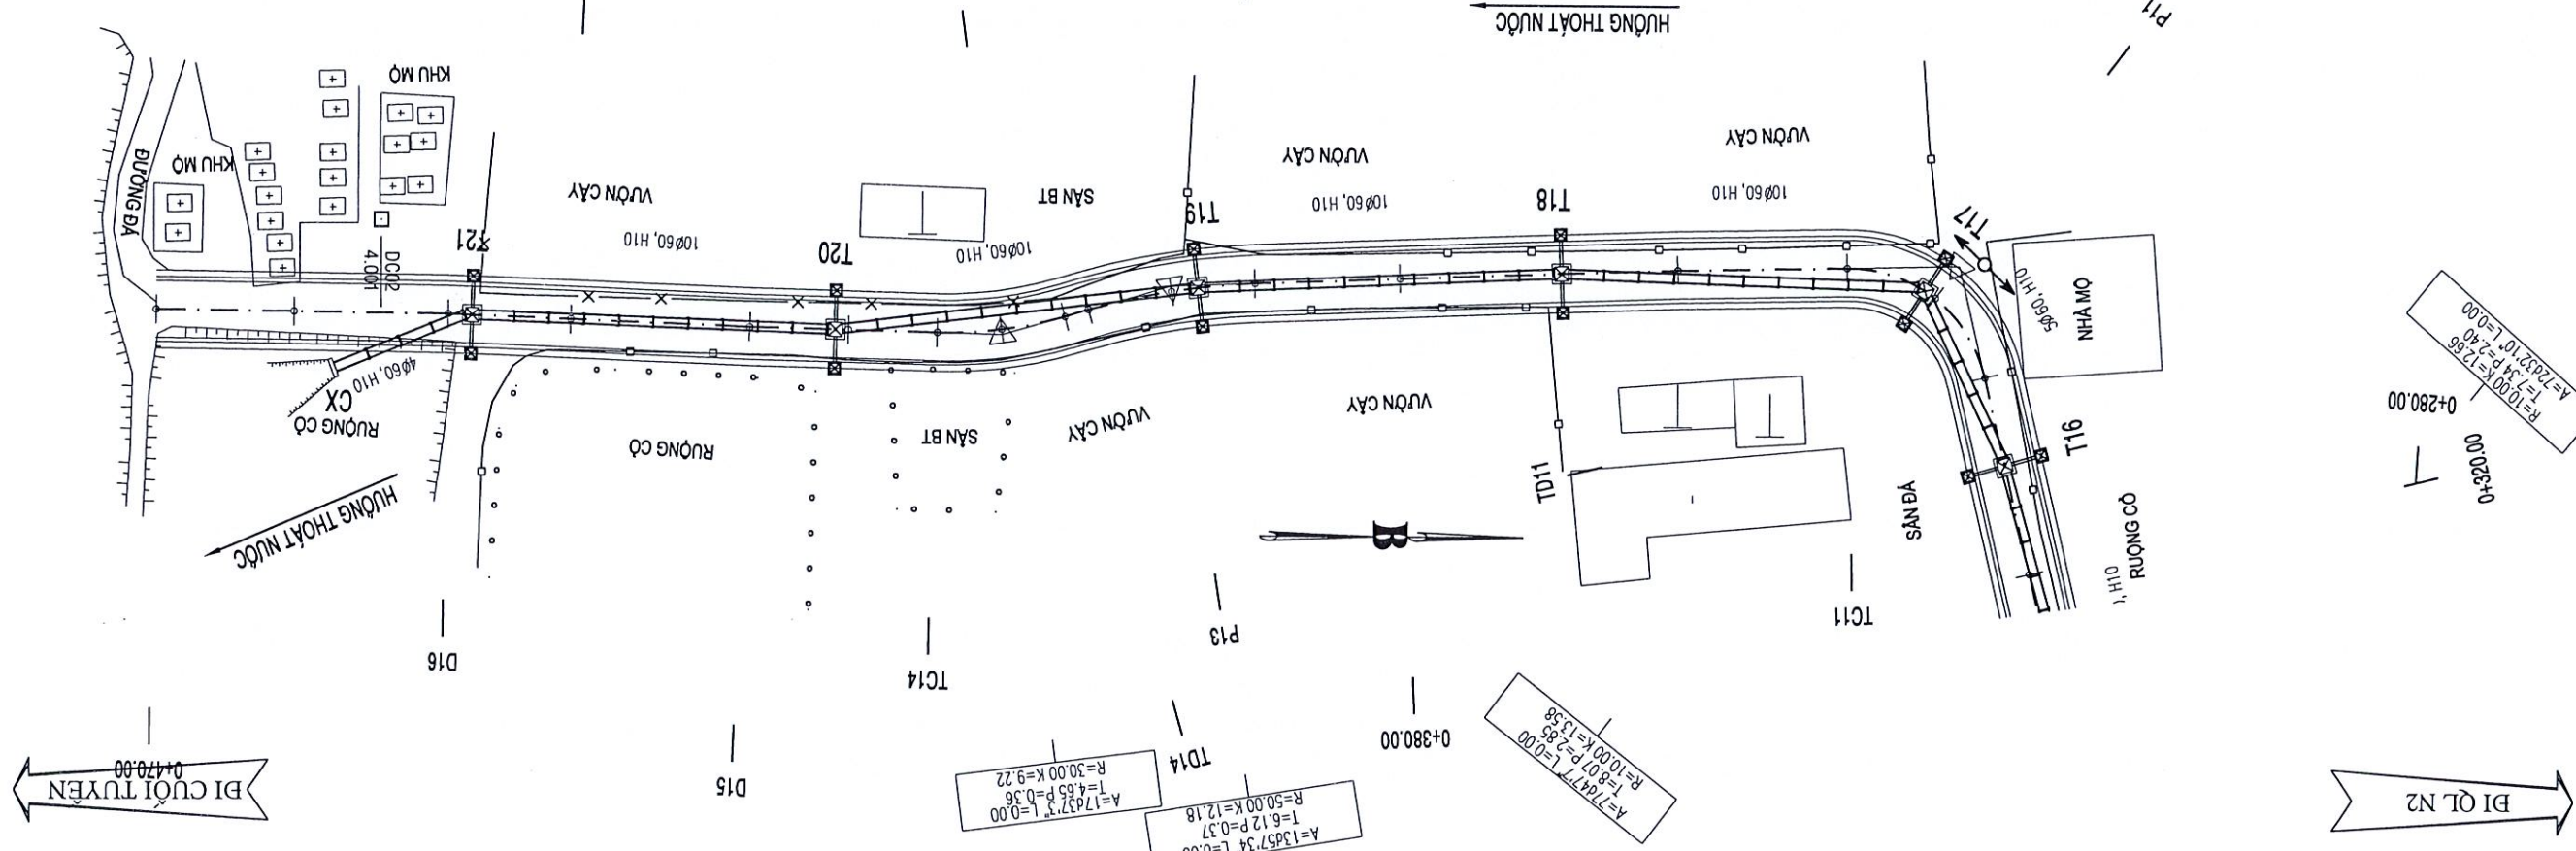 HƯỚNG THOÁT NƯỚC
P11
KHU MỘ
KHU MỘ
ĐƯỜNG ĐÁ
VƯỜN CÂY
VƯỜN CÂY
VƯỜN CÂY
SÂN BT
10Ø60, H10
10Ø60, H10
10Ø60, H10
10Ø60, H10
T21
T20
T19
T18
T17
DC02
4.001
5Ø60, H10
NHÀ MỘ
4Ø60, H10
CX
RUỘNG CỎ
RUỘNG CỎ
SÂN BT
VƯỜN CÂY
VƯỜN CÂY
TD11
SÂN ĐÁ
T16
RUỘNG CỎ
, H10
HƯỚNG THOÁT NƯỚC
A=72d32'10" L=0.00
T=7.34 P=2.40
R=10.00 K=12.66
0+280.00
0+320.00
D16
TC14
P13
TC11
0+470.00
ĐI CUỐI TUYẾN
D15
TD14
0+380.00
A=17d37'3" L=0.00
T=4.65 P=0.36
R=30.00 K=9.22
A=13d57'34"
T=6.12 P=0.37
R=50.00 K=12.18
A=77d47'7" L=0.00
T=8.07 P=2.85
R=10.00 K=13.58
ĐI QL N2